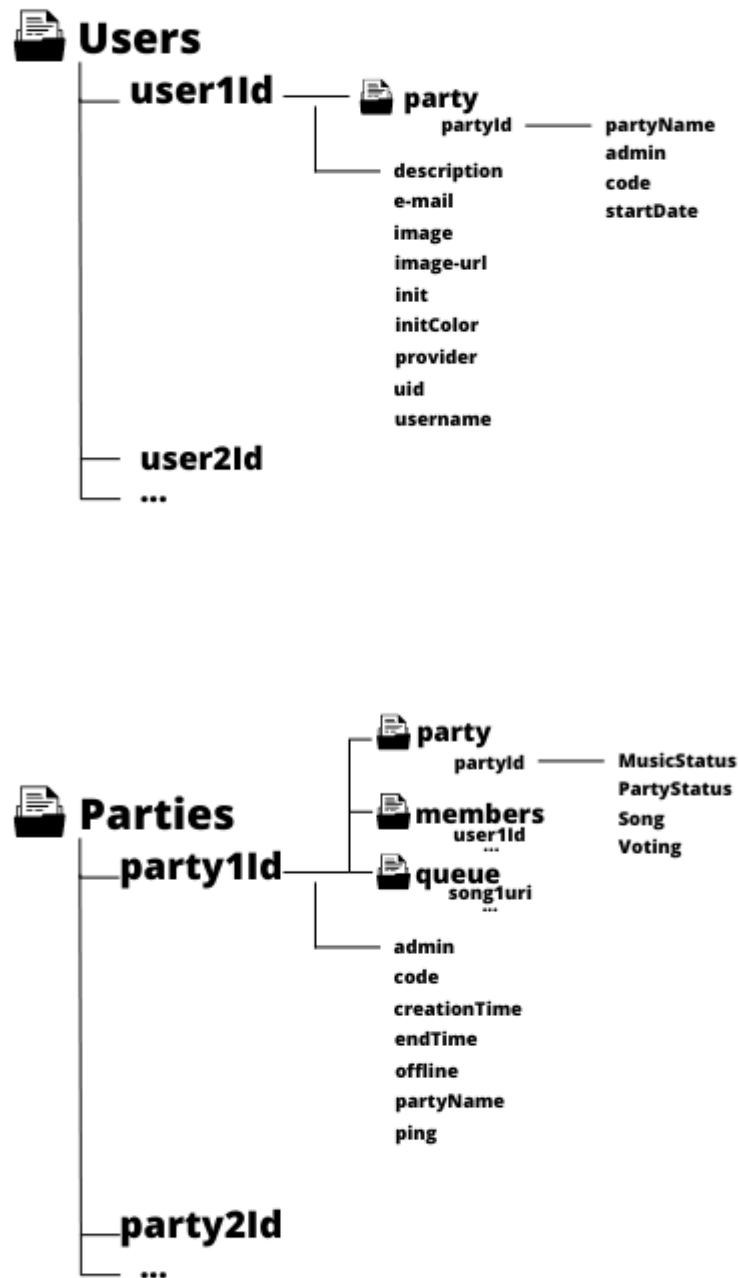 Users
user1Id
party
partyId
partyName
admin
code
startDate
description
e-mail
image
image-url
init
initColor
provider
uid
username
user2Id
...
Parties
party1Id
party
partyId
MusicStatus
PartyStatus
Song
Voting
members
user1Id
...
queue
song1uri
...
admin
code
creationTime
endTime
offline
partyName
ping
party2Id
...